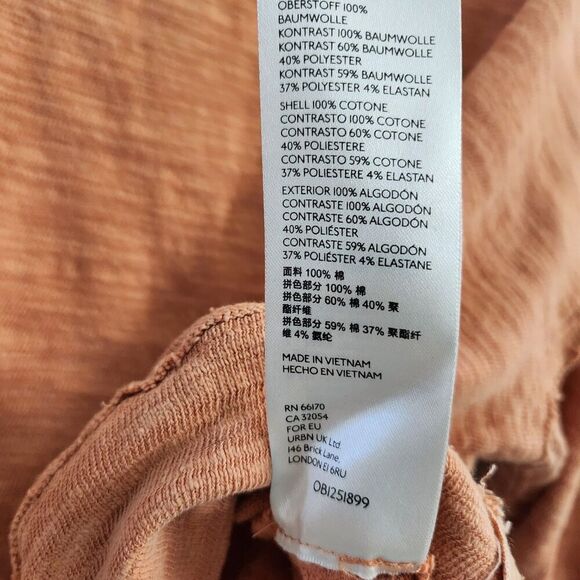 OBERSTOFF 100%
BAUMWOLLE
KONTRAST 100% BAUMWOLLE
KONTRAST 60% BAUMWOLLE
40% POLYESTER
KONTRAST 59% BAUMWOLLE
37% POLYESTER 4% ELASTAN
SHELL 100% COTONE
CONTRASTO 100% COTONE
CONTRASTO 60% COTONE
40% POLIESTERE
CONTRASTO 59% COTONE
37% POLIESTERE 4% ELASTAN
EXTERIOR 100% ALGODÓN
CONTRASTE 100% ALGODÓN
CONTRASTE 60% ALGODÓN
40% POLIÉSTER
CONTRASTE 59% ALGODÓN
37% POLIÉSTER 4% ELASTANE
面料 100% 棉
拼色部分 100% 棉
拼色部分 60% 棉 40% 聚
酯纤维
拼色部分 59% 棉 37% 聚酯纤
维 4% 氨纶
MADE IN VIETNAM
HECHO EN VIETNAM
RN 66170
CA 32054
FOR EU
URBN UK Ltd.
146 Brick Lane,
LONDON E1 6RU
OB1251899